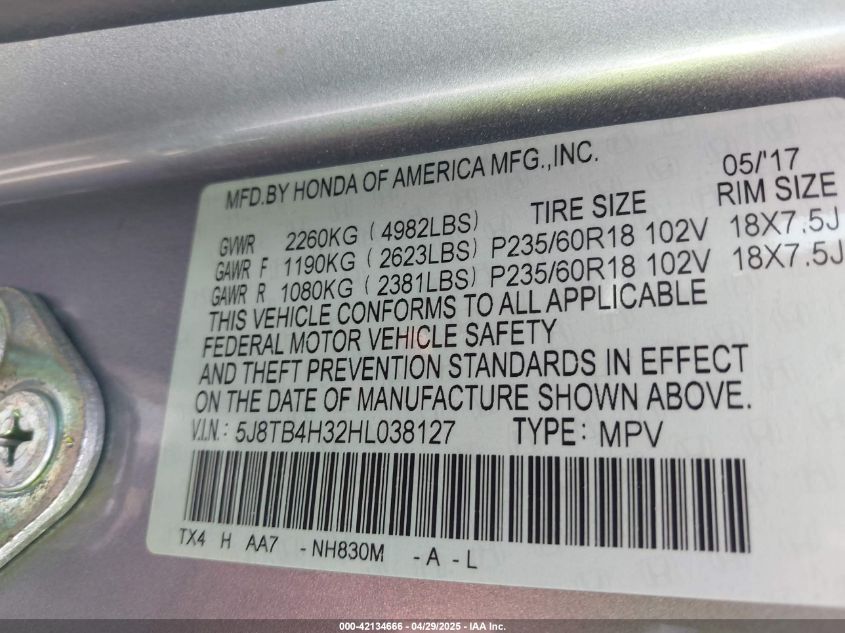 MFD.BY HONDA OF AMERICA MFG.,INC. 05/'17
TIRE SIZE RIM SIZE
GVWR 2260KG ( 4982LBS)
GAWR F 1190KG ( 2623LBS) P235/60R18 102V 18X7.5J
GAWR R 1080KG ( 2381LBS) P235/60R18 102V 18X7.5J
THIS VEHICLE CONFORMS TO ALL APPLICABLE
FEDERAL MOTOR VEHICLE SAFETY
AND THEFT PREVENTION STANDARDS IN EFFECT
ON THE DATE OF MANUFACTURE SHOWN ABOVE.
V.I.N: 5J8TB4H32HL038127 TYPE: MPV
TX4 H AA7 -NH830M -A -L
000-42134666 - 04/29/2025 - IAA Inc.